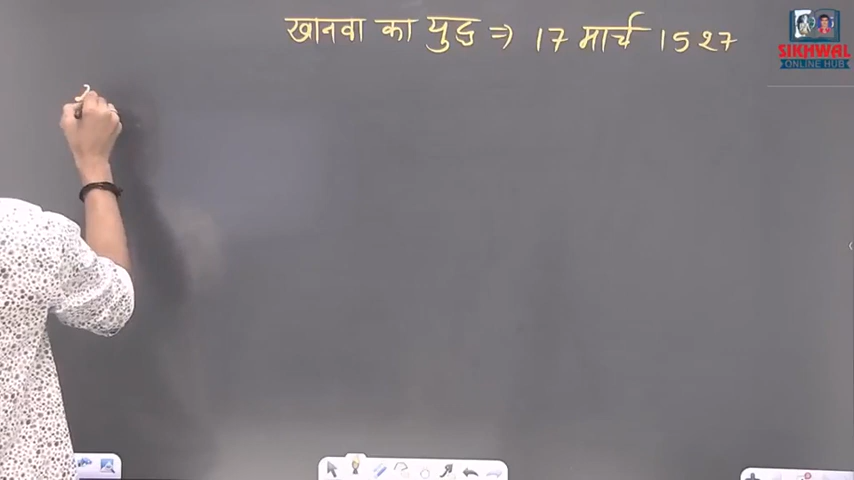 खानवा का युद्ध ⇒ 17 मार्च 1527
SIKHWAL
ONLINE HUB